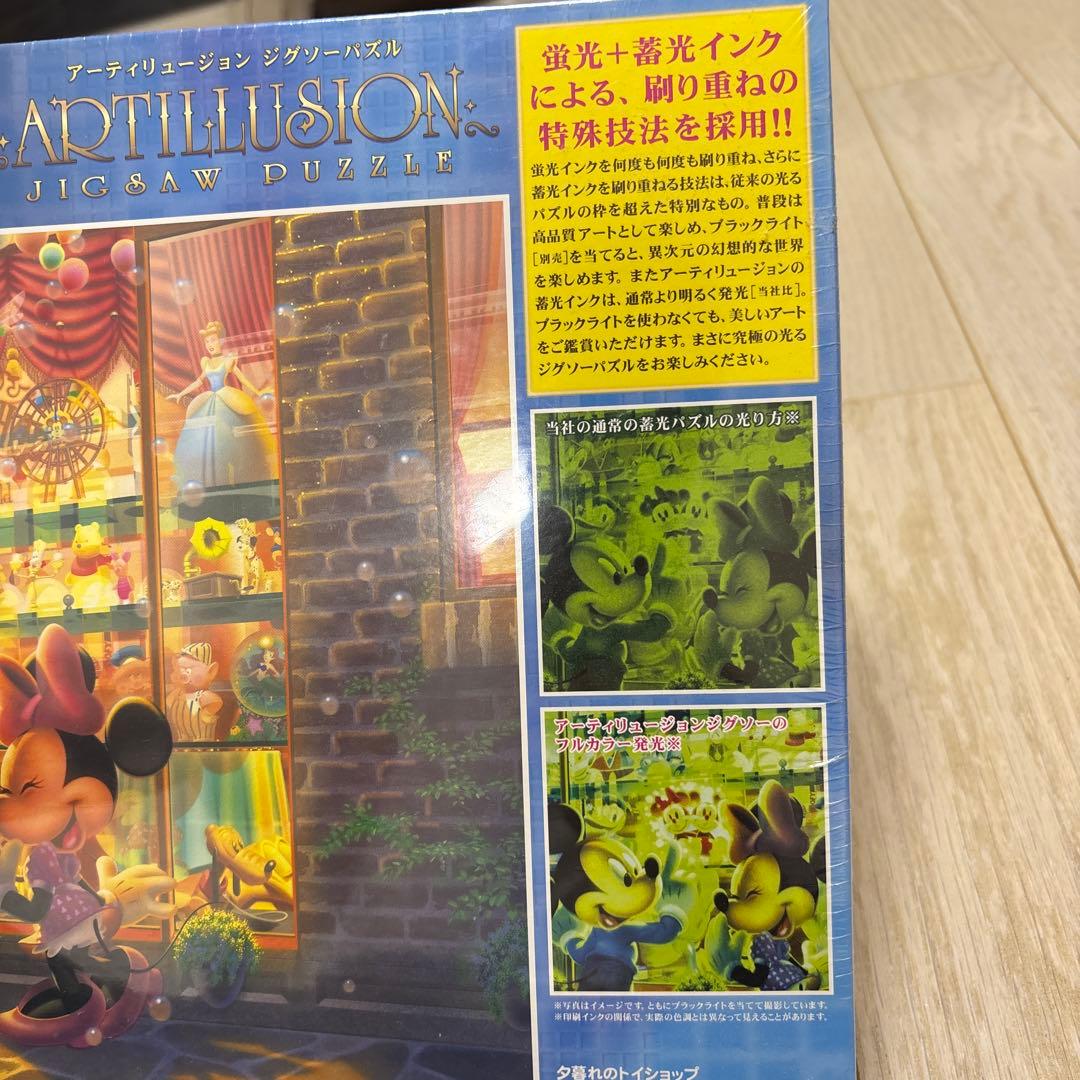 アーティリュージョン ジグソーパズル
ARTILLUSION
JIGSAW PUZZLE
蛍光+蓄光インク
による、刷り重ねの
特殊技法を採用!!
蛍光インクを何度も何度も刷り重ね、さらに
蓄光インクを刷り重ねる技法は、従来の光る
パズルの枠を超えた特別なもの。普段は
高品質アートとして楽しめ、ブラックライト
[別売]を当てると、異次元の幻想的な世界
を楽しめます。またアーティリュージョンの
蓄光インクは、通常より明るく発光[当社比]。
ブラックライトを使わなくても、美しいアート
をご鑑賞いただけます。まさに究極の光る
ジグソーパズルをお楽しみください。
当社の通常の蓄光パズルの光り方※
アーティリュージョンジグソーの
フルカラー発光※
※写真はイメージです。ともにブラックライトを当てて撮影しています。
※印刷インクの関係で、実際の色調とは異なって見えることがあります。
夕暮れのトイショップ